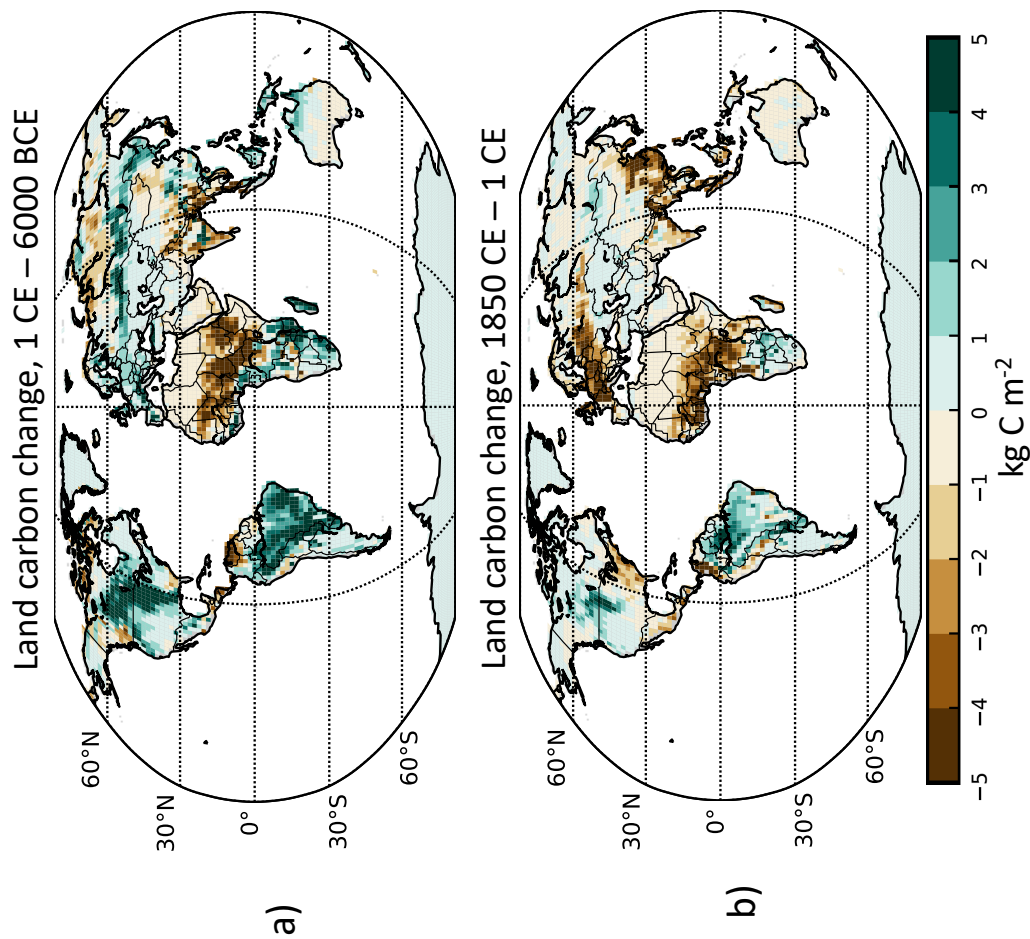 a)
Land carbon change, 1 CE – 6000 BCE
60°N
30°N
0°
30°S
60°S
b)
Land carbon change, 1850 CE – 1 CE
60°N
30°N
0°
30°S
60°S
−5 −4 −3 −2 −1 0 1 2 3 4 5
kg C m⁻²